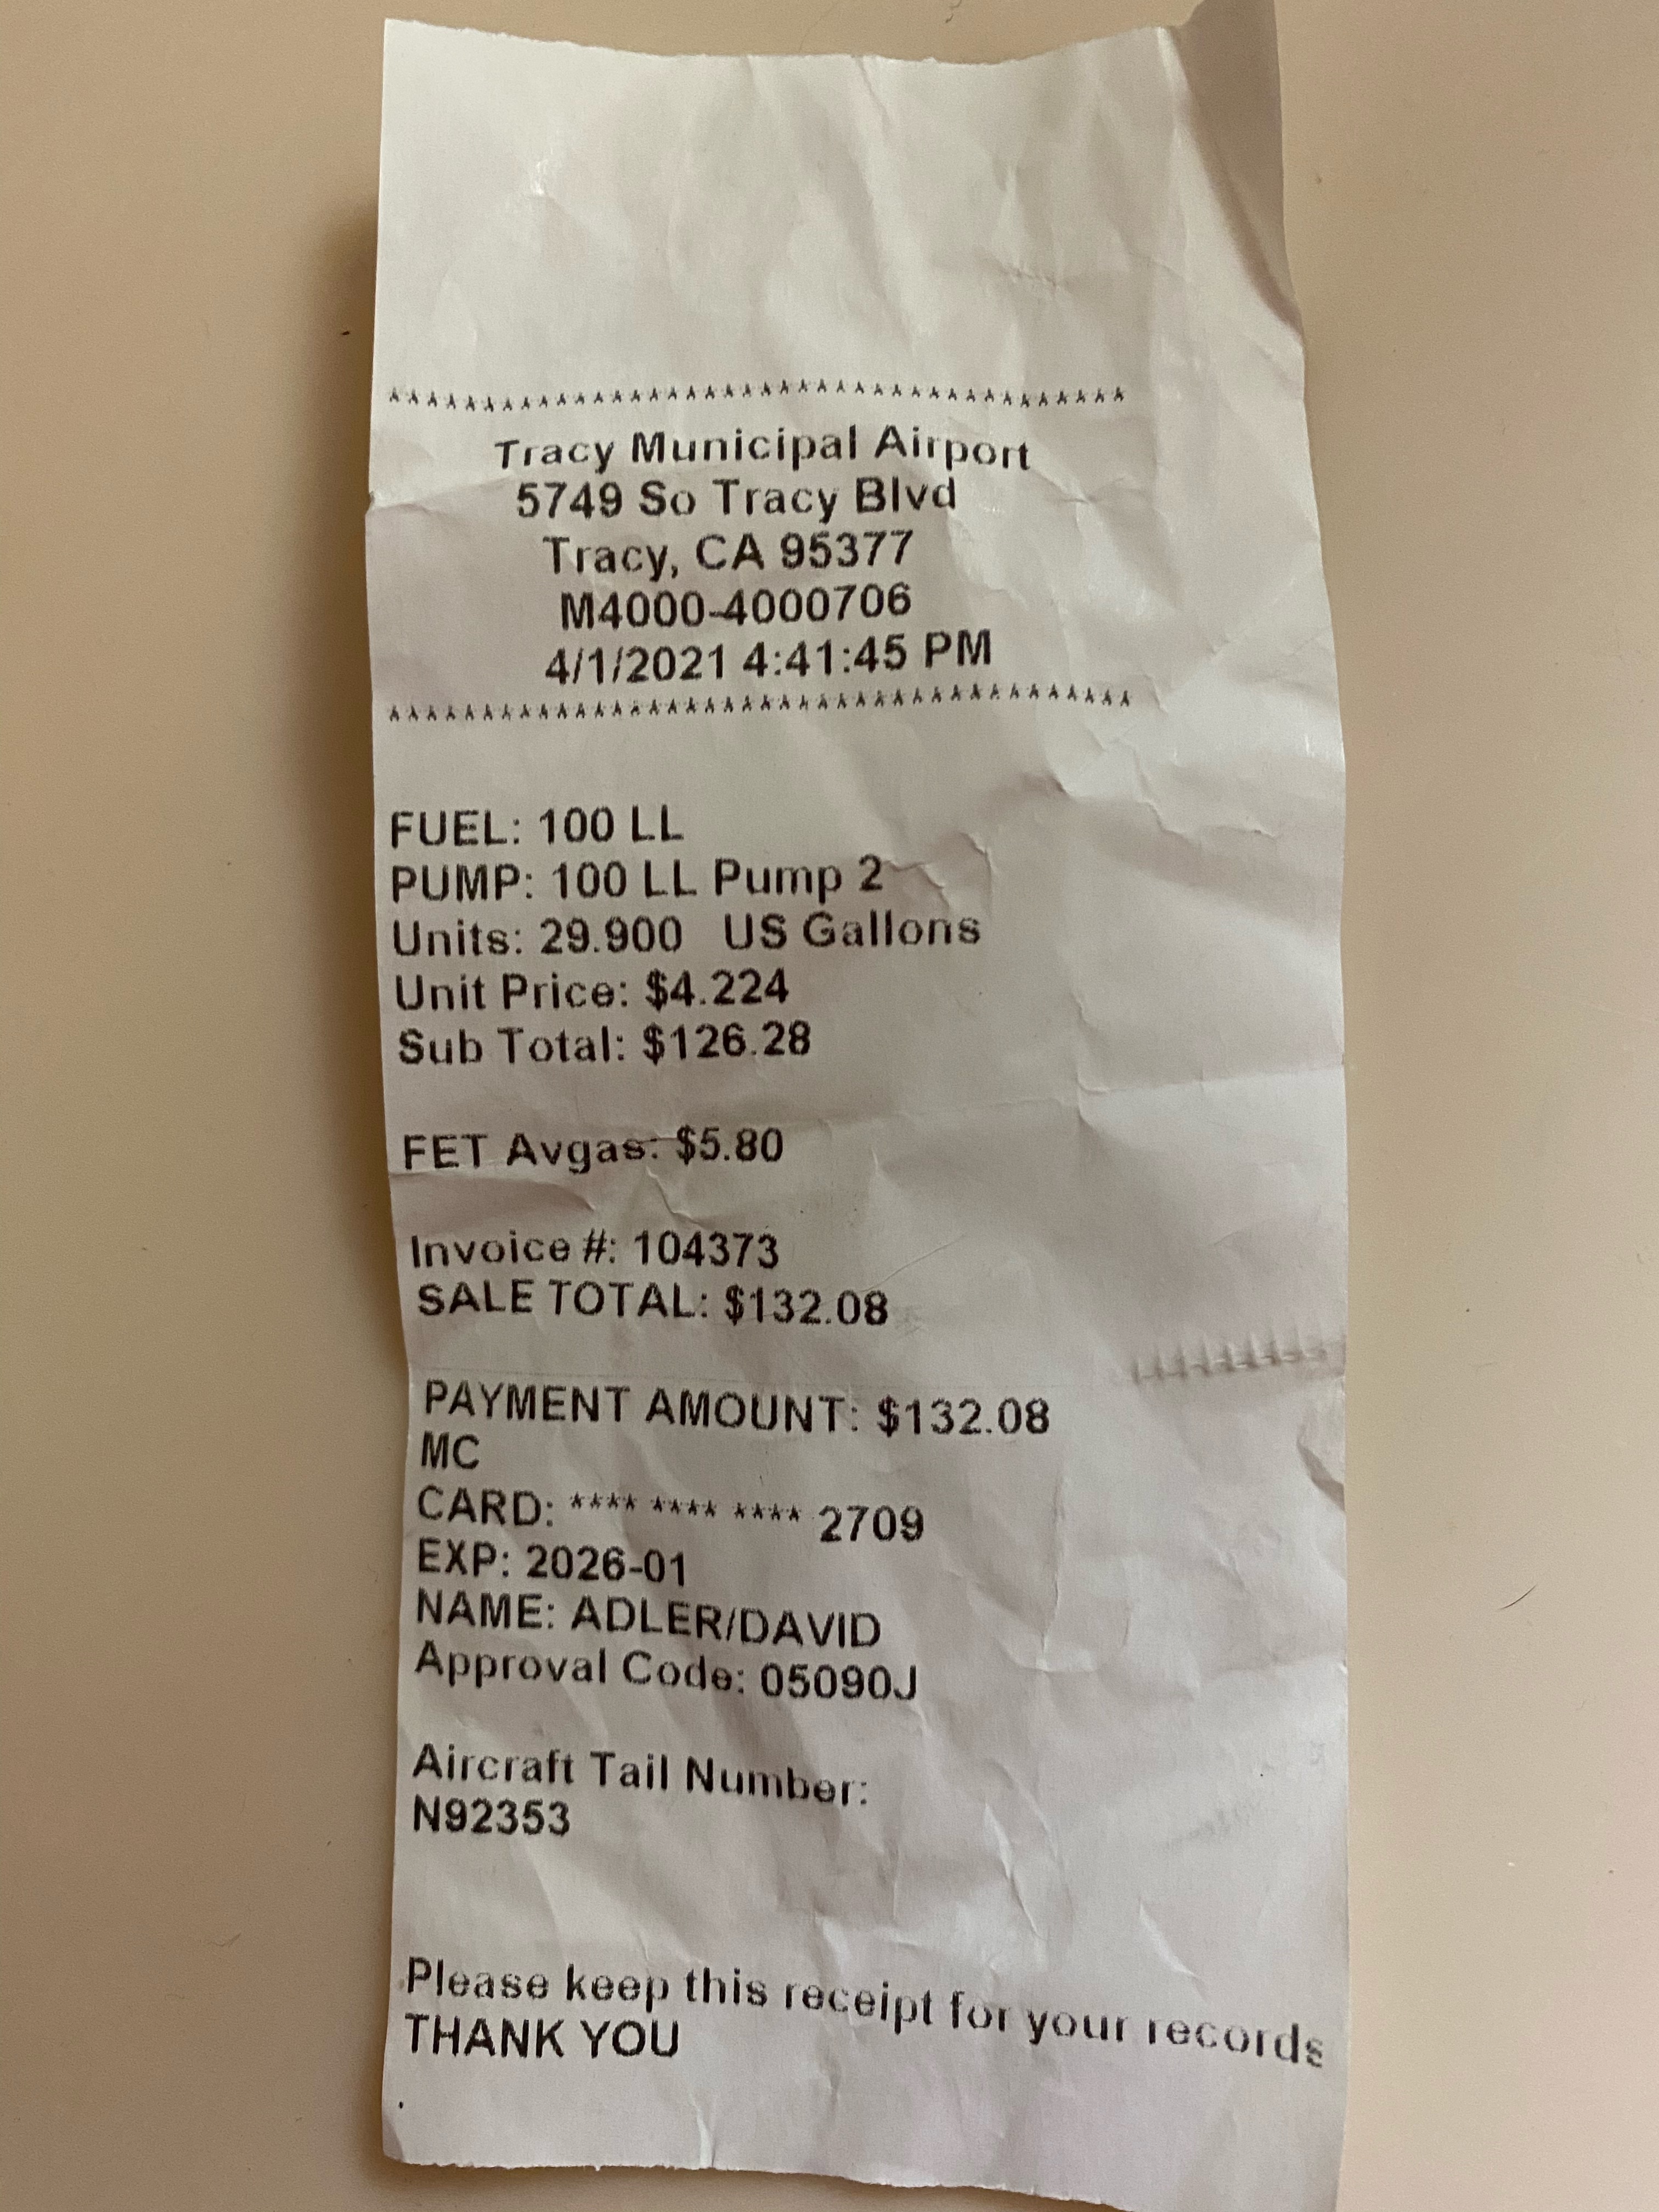 ****************************************
Tracy Municipal Airport
5749 So Tracy Blvd
Tracy, CA 95377
M4000-4000706
4/1/2021 4:41:45 PM
****************************************
FUEL: 100 LL
PUMP: 100 LL Pump 2
Units: 29.900 US Gallons
Unit Price: $4.224
Sub Total: $126.28
FET Avgas: $5.80
Invoice #: 104373
SALE TOTAL: $132.08
PAYMENT AMOUNT: $132.08
MC
CARD: **** **** **** 2709
EXP: 2026-01
NAME: ADLER/DAVID
Approval Code: 05090J
Aircraft Tail Number:
N92353
Please keep this receipt for your records
THANK YOU
.